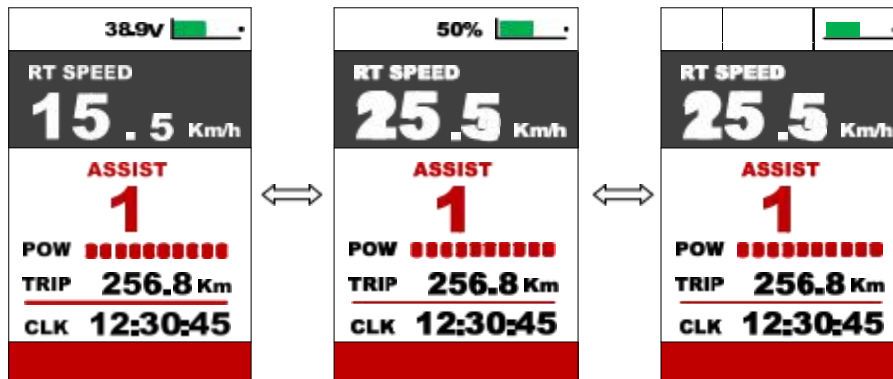 38.9V
RT SPEED
15.5 Km/h
ASSIST
1
POW
TRIP 256.8 Km
CLK 12:30:45
50%
RT SPEED
25.5 Km/h
ASSIST
1
POW
TRIP 256.8 Km
CLK 12:30:45
RT SPEED
25.5 Km/h
ASSIST
1
POW
TRIP 256.8 Km
CLK 12:30:45